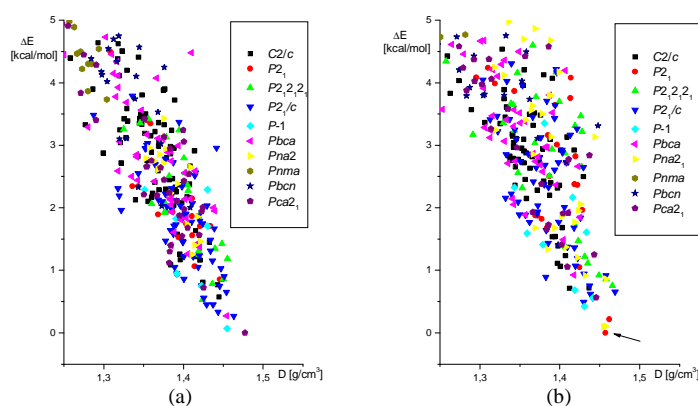 ΔE
[kcal/mol]
5
4
3
2
1
0
1,3
1,4
1,5
D [g/cm³]
C2/c
P2₁
P2₁2₁2₁
P2₁/c
P-1
Pbca
Pna2
Pnma
Pbcn
Pca2₁
(a)
ΔE
[kcal/mol]
5
4
3
2
1
0
1,3
1,4
1,5
D [g/cm³]
C2/c
P2₁
P2₁2₁2₁
P2₁/c
P-1
Pbca
Pna2₁
Pnma
Pbcn
Pca2₁
(b)